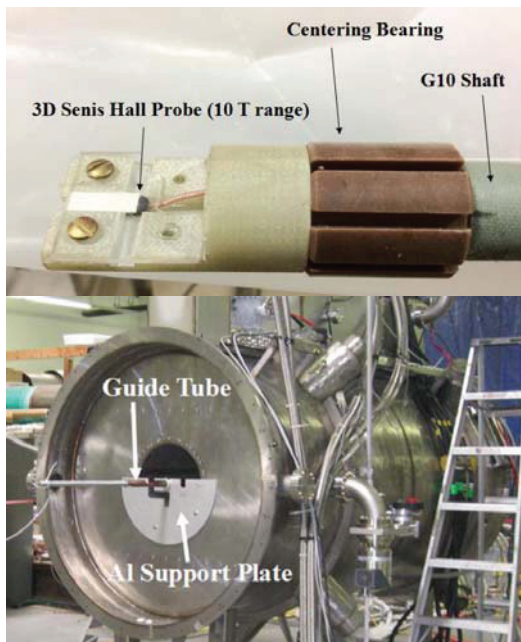 Centering Bearing
G10 Shaft
3D Senis Hall Probe (10 T range)
Guide Tube
Al Support Plate